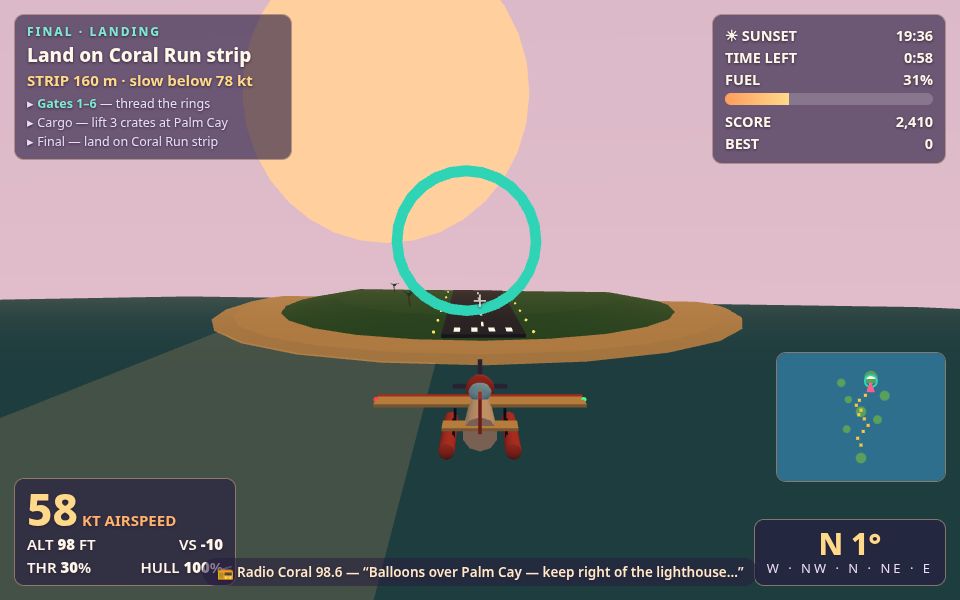 FINAL · LANDING
Land on Coral Run strip
STRIP 160 m · slow below 78 kt
▸ Gates 1–6 — thread the rings
▸ Cargo — lift 3 crates at Palm Cay
▸ Final — land on Coral Run strip
☀ SUNSET 19:36
TIME LEFT 0:58
FUEL 31%
SCORE 2,410
BEST 0
58 KT AIRSPEED
ALT 98 FT VS -10
THR 30% HULL 100%
📻 Radio Coral 98.6 — “Balloons over Palm Cay — keep right of the lighthouse…”
N 1°
W · NW · N · NE · E